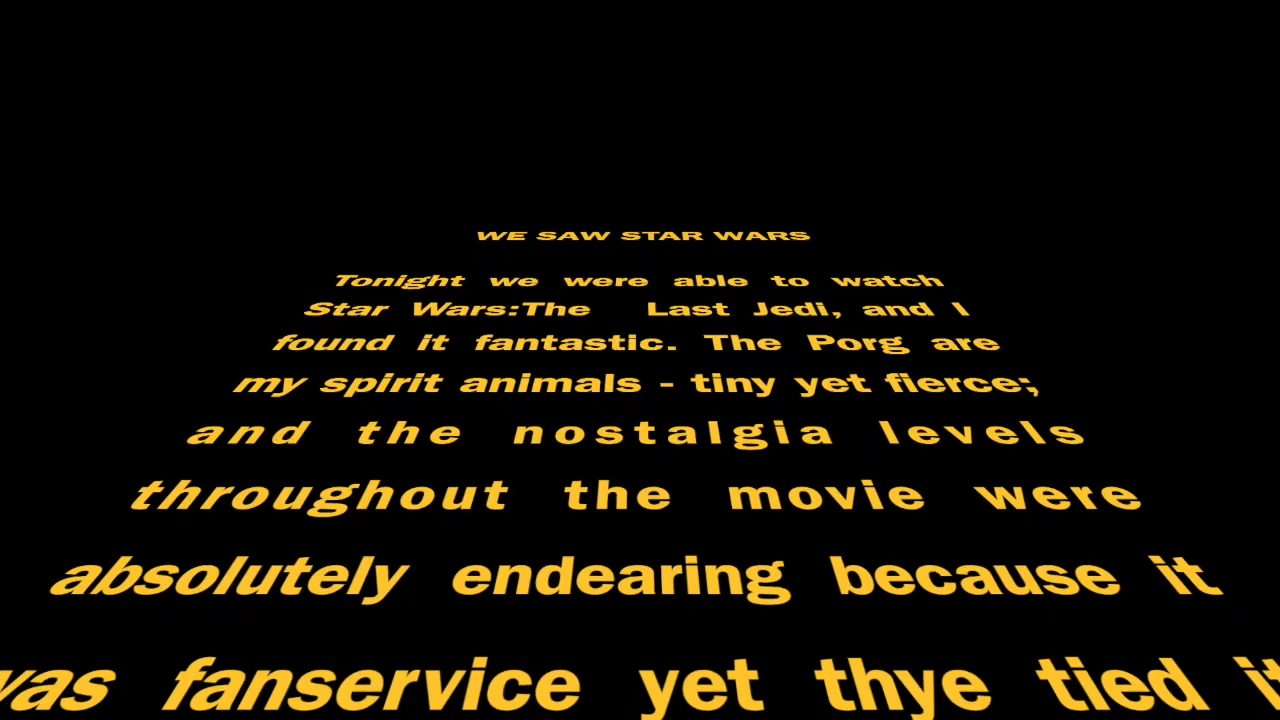 WE SAW STAR WARS
Tonight we were able to watch
Star Wars:The Last Jedi, and I
found it fantastic. The Porg are
my spirit animals - tiny yet fierce;
and the nostalgia levels
throughout the movie were
absolutely endearing because it
was fanservice yet thye tied it